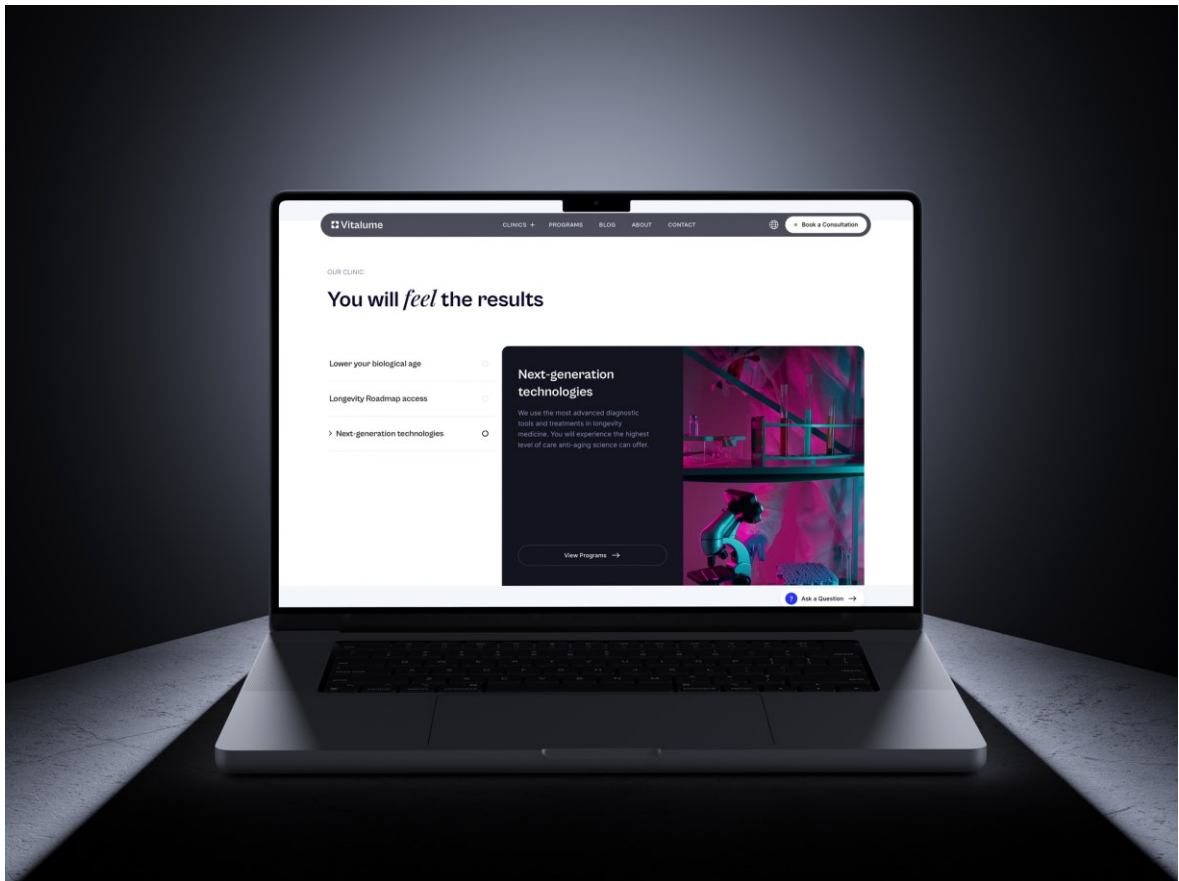 Vitalume
CLINICS +
PROGRAMS
BLOG
ABOUT
CONTACT
Book a Consultation
OUR CLINIC
You will feel the results
Lower your biological age
Longevity Roadmap access
> Next-generation technologies
Next-generation
technologies
We use the most advanced diagnostic
tools and treatments in longevity
medicine. You will experience the highest
level of care anti-aging science can offer.
View Programs →
? Ask a Question →